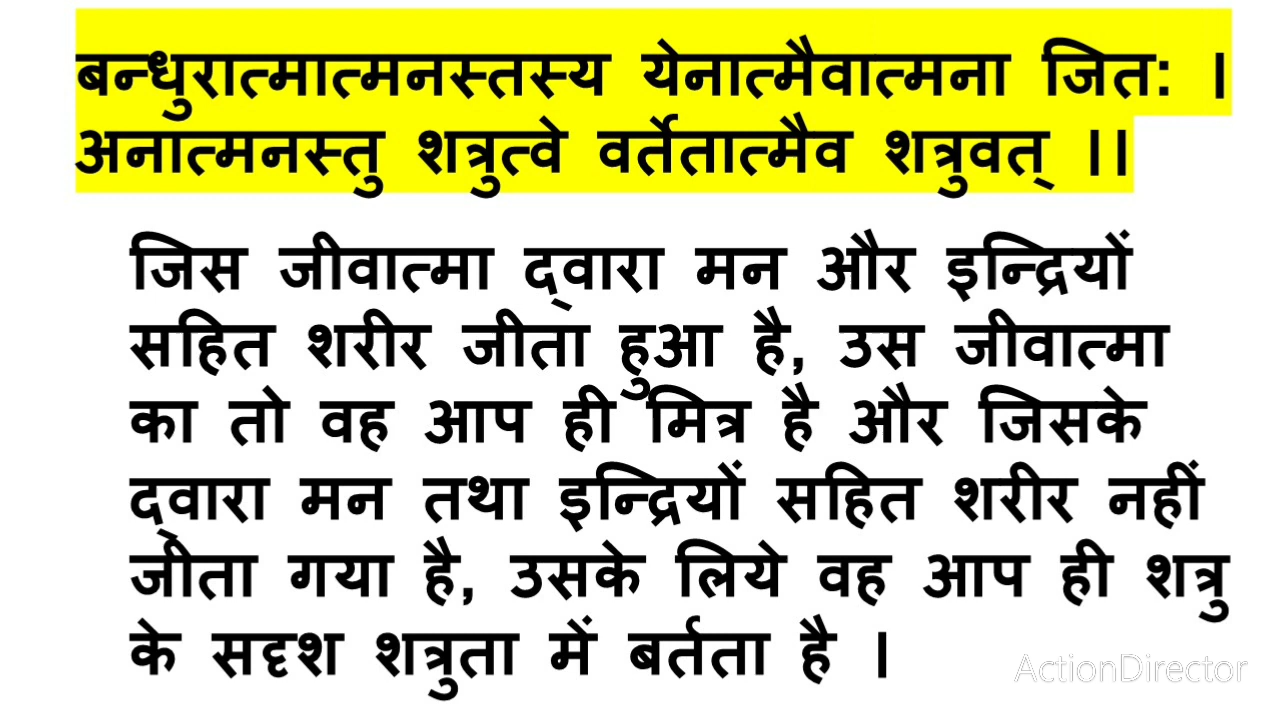 बन्धुरात्मात्मनस्तस्य येनात्मैवात्मना जित: ।
अनात्मनस्तु शत्रुत्वे वर्तेतात्मैव शत्रुवत् ।।
जिस जीवात्मा द्वारा मन और इन्द्रियों
सहित शरीर जीता हुआ है, उस जीवात्मा
का तो वह आप ही मित्र है और जिसके
द्वारा मन तथा इन्द्रियों सहित शरीर नहीं
जीता गया है, उसके लिये वह आप ही शत्रु
के सदृश शत्रुता में बर्तता है ।
ActionDirector